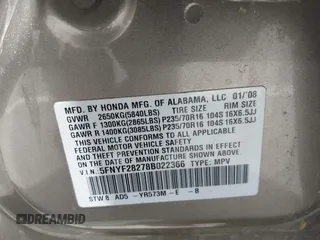 MFD. BY HONDA MFG. OF ALABAMA, LLC 01/'08
GVWR 2650KG(5840LBS) TIRE SIZE RIM SIZE
GAWR F 1300KG(2865LBS) P235/70R16 104S 16X6.5JJ
GAWR R 1400KG(3085LBS) P235/70R16 104S 16X6.5JJ
THIS VEHICLE CONFORMS TO ALL APPLICABLE
FEDERAL MOTOR VEHICLE SAFETY AND
THEFT PREVENTION STANDARDS IN EFFECT ON
THE DATE OF MANUFACTURE SHOWN ABOVE.
V.I.N. 5FNYF28278B022366 TYPE: MPV
STW8 AD5 -YR573M-E -B
DREAMBID